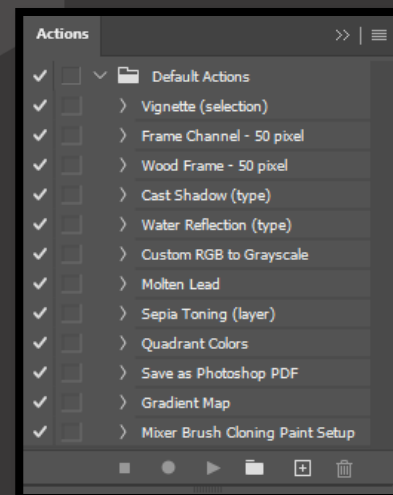 Actions
Default Actions
Vignette (selection)
Frame Channel - 50 pixel
Wood Frame - 50 pixel
Cast Shadow (type)
Water Reflection (type)
Custom RGB to Grayscale
Molten Lead
Sepia Toning (layer)
Quadrant Colors
Save as Photoshop PDF
Gradient Map
Mixer Brush Cloning Paint Setup